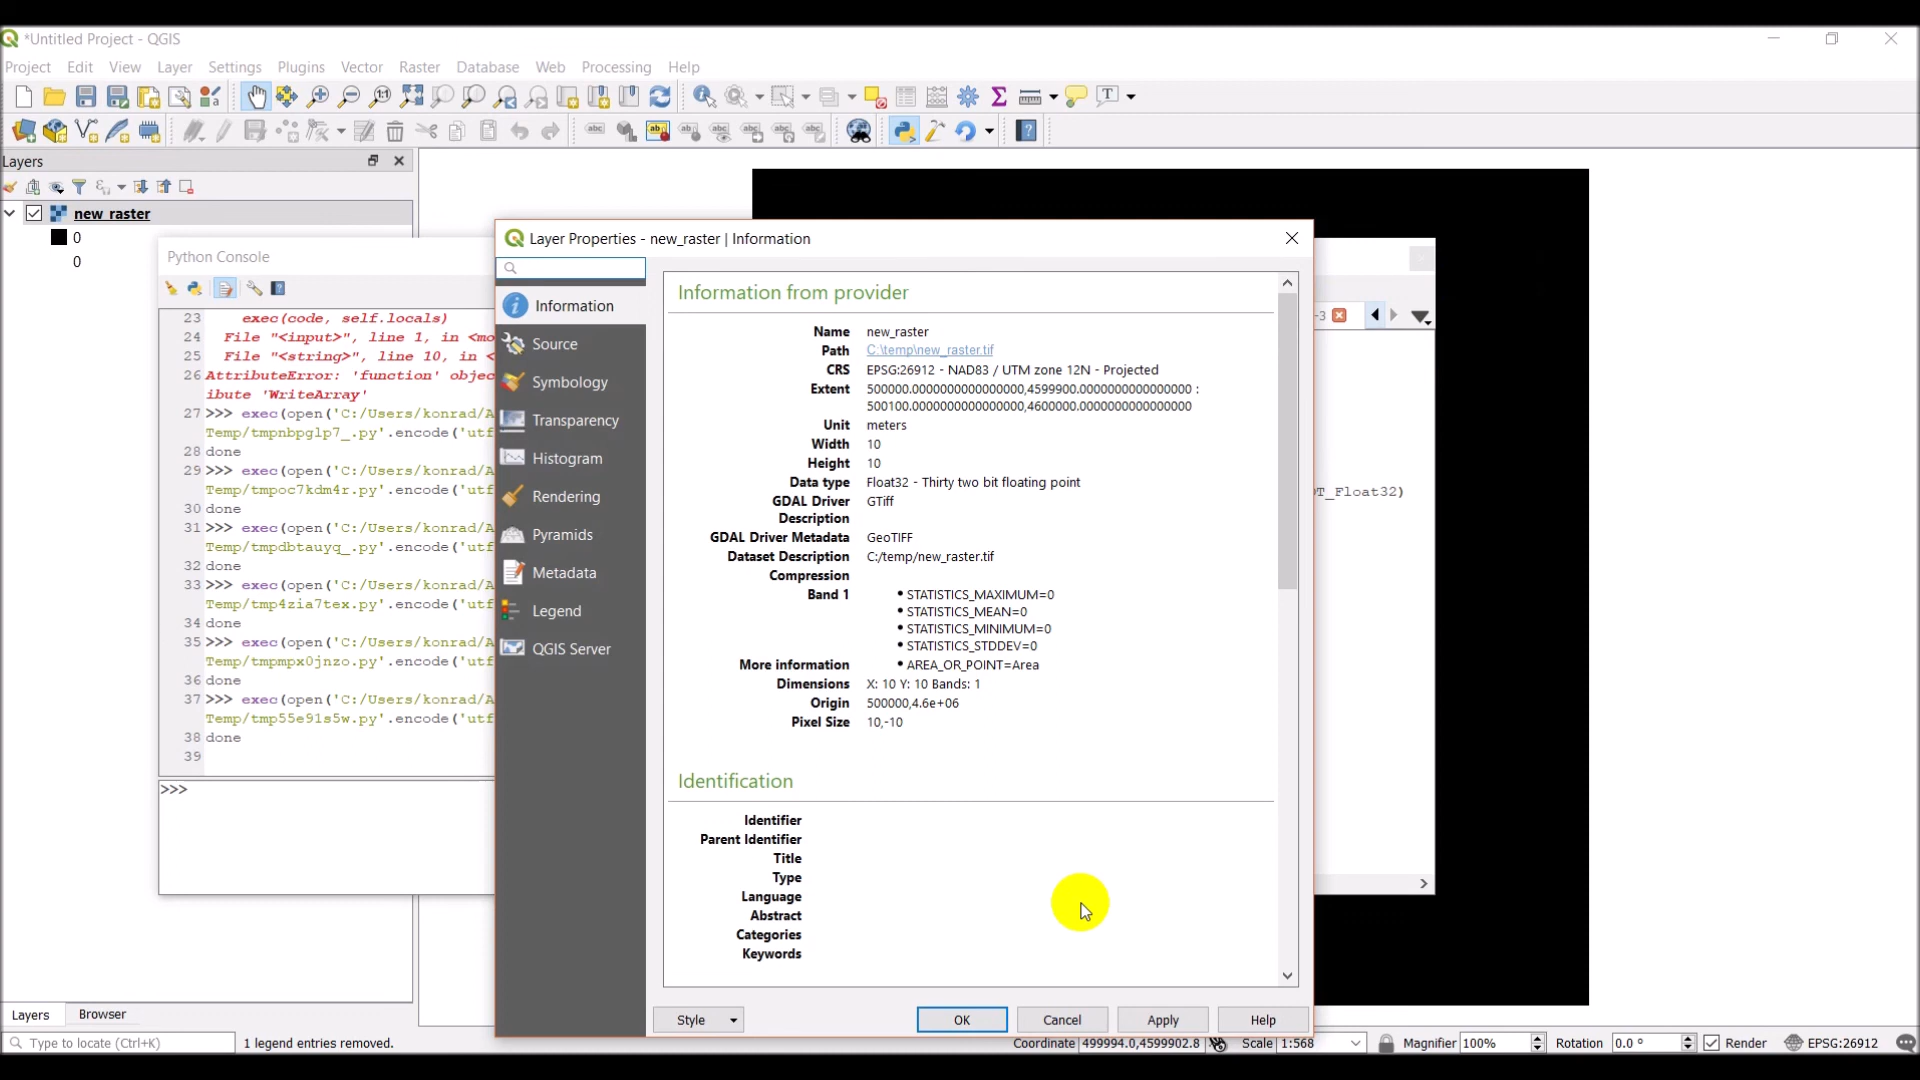 *Untitled Project - QGIS
Project Edit View Layer Settings Plugins Vector Raster Database Web Processing Help
Layers
new_raster
0
0
Python Console
23 exec(code, self.locals)
24 File "<input>", line 1, in <mo
25 File "<string>", line 10, in <
26 AttributeError: 'function' objec
ibute 'WriteArray'
27 >>> exec(open('C:/Users/konrad/A
Temp/tmpnbpglp7_.py'.encode('utf
28 done
29 >>> exec(open('C:/Users/konrad/A
Temp/tmpoc7kdm4r.py'.encode('utf
30 done
31 >>> exec(open('C:/Users/konrad/A
Temp/tmpdbtauyq_.py'.encode('utf
32 done
33 >>> exec(open('C:/Users/konrad/A
Temp/tmp4zia7tex.py'.encode('utf
34 done
35 >>> exec(open('C:/Users/konrad/A
Temp/tmpmpx0jnzo.py'.encode('utf
36 done
37 >>> exec(open('C:/Users/konrad/A
Temp/tmp55e91s5w.py'.encode('utf
38 done
39
>>>
Layer Properties - new_raster | Information
Information
Source
Symbology
Transparency
Histogram
Rendering
Pyramids
Metadata
Legend
QGIS Server
Information from provider
Name new_raster
Path C:\temp\new_raster.tif
CRS EPSG:26912 - NAD83 / UTM zone 12N - Projected
Extent 500000.0000000000000000,4599900.0000000000000000 :
500100.0000000000000000,4600000.0000000000000000
Unit meters
Width 10
Height 10
Data type Float32 - Thirty two bit floating point
GDAL Driver GTiff
Description
GDAL Driver Metadata GeoTIFF
Dataset Description C:/temp/new_raster.tif
Compression
Band 1 • STATISTICS_MAXIMUM=0
• STATISTICS_MEAN=0
• STATISTICS_MINIMUM=0
• STATISTICS_STDDEV=0
More information • AREA_OR_POINT=Area
Dimensions X: 10 Y: 10 Bands: 1
Origin 500000,4.6e+06
Pixel Size 10,-10
Identification
Identifier
Parent Identifier
Title
Type
Language
Abstract
Categories
Keywords
Style OK Cancel Apply Help
-3
T_Float32)
Layers Browser
Type to locate (Ctrl+K) 1 legend entries removed. Coordinate 499994.0,4599902.8 Scale 1:568 Magnifier 100% Rotation 0.0 ° Render EPSG:26912